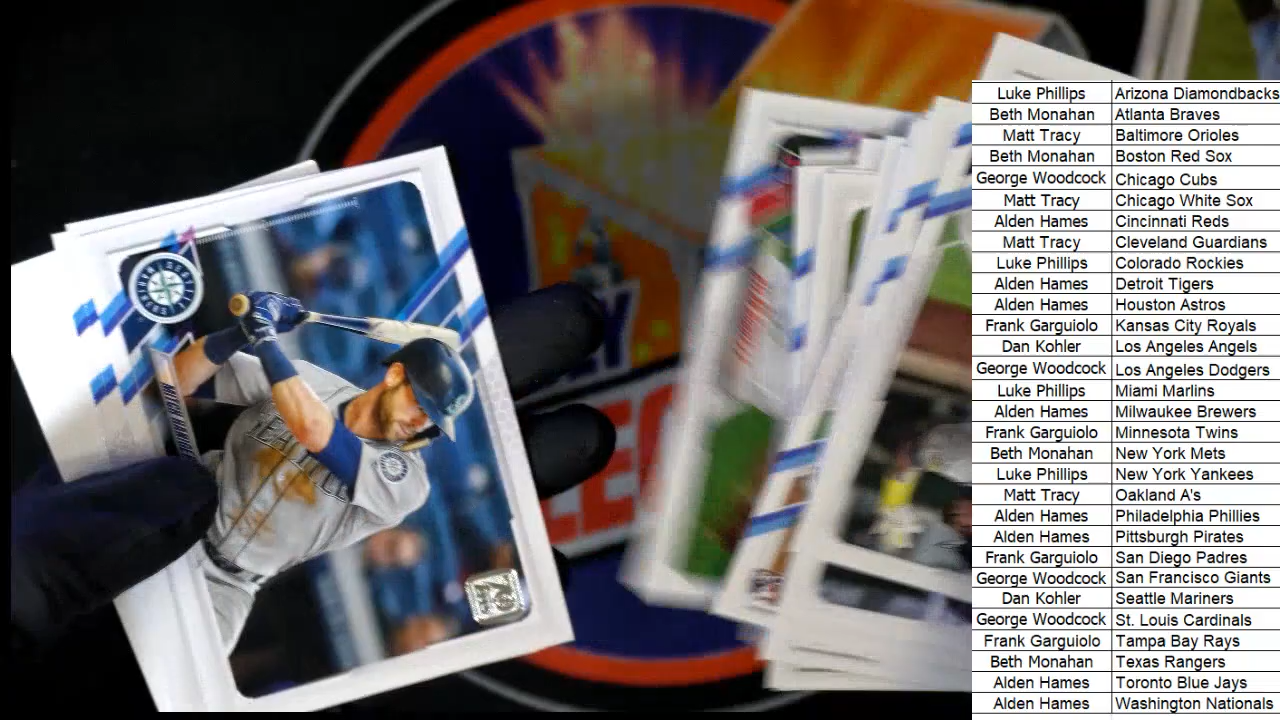 Luke Phillips Arizona Diamondbacks
Beth Monahan Atlanta Braves
Matt Tracy Baltimore Orioles
Beth Monahan Boston Red Sox
George Woodcock Chicago Cubs
Matt Tracy Chicago White Sox
Alden Hames Cincinnati Reds
Matt Tracy Cleveland Guardians
Luke Phillips Colorado Rockies
Alden Hames Detroit Tigers
Alden Hames Houston Astros
Frank Garguiolo Kansas City Royals
Dan Kohler Los Angeles Angels
George Woodcock Los Angeles Dodgers
Luke Phillips Miami Marlins
Alden Hames Milwaukee Brewers
Frank Garguiolo Minnesota Twins
Beth Monahan New York Mets
Luke Phillips New York Yankees
Matt Tracy Oakland A's
Alden Hames Philadelphia Phillies
Alden Hames Pittsburgh Pirates
Frank Garguiolo San Diego Padres
George Woodcock San Francisco Giants
Dan Kohler Seattle Mariners
George Woodcock St. Louis Cardinals
Frank Garguiolo Tampa Bay Rays
Beth Monahan Texas Rangers
Alden Hames Toronto Blue Jays
Alden Hames Washington Nationals
SEATTLE
MITCH HANIGER